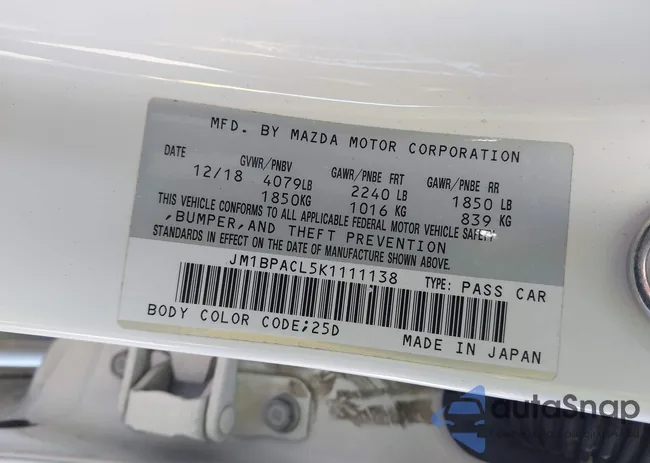 MFD. BY MAZDA MOTOR CORPORATION
DATE GVWR/PNBV GAWR/PNBE FRT GAWR/PNBE RR
12/18 4079LB 2240 LB 1850 LB
1850KG 1016 KG 839 KG
THIS VEHICLE CONFORMS TO ALL APPLICABLE FEDERAL MOTOR VEHICLE SAFETY
,BUMPER,AND THEFT PREVENTION
STANDARDS IN EFFECT ON THE DATE OF MANUFACTURE SHOWN ABOVE.
JM1BPACL5K1111138 TYPE: PASS CAR
BODY COLOR CODE;25D MADE IN JAPAN
autoSnap